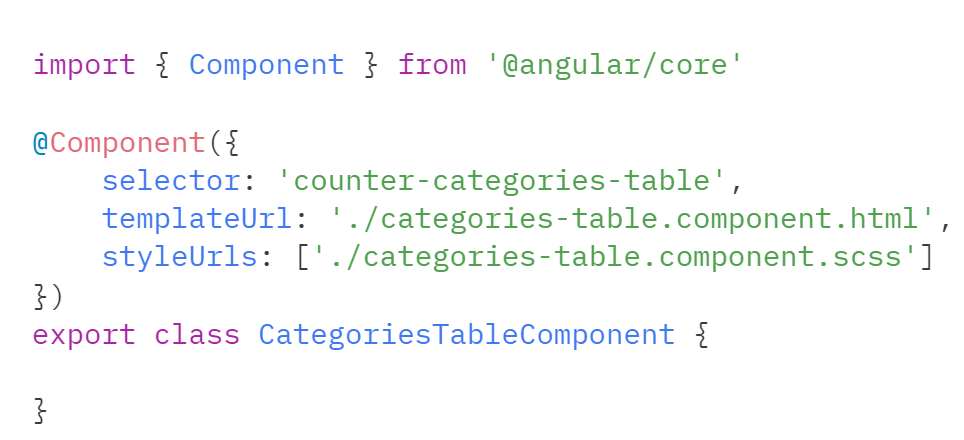 import { Component } from '@angular/core'
@Component({
    selector: 'counter-categories-table',
    templateUrl: './categories-table.component.html',
    styleUrls: ['./categories-table.component.scss']
})
export class CategoriesTableComponent {
}